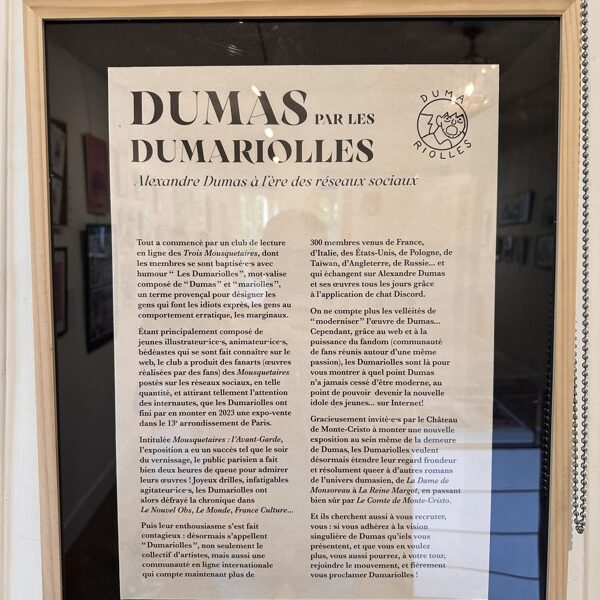 DUMAS PAR LES
DUMARIOLLES
Alexandre Dumas à l'ère des réseaux sociaux
DUMA
RIOLLES
Tout a commencé par un club de lecture
en ligne des Trois Mousquetaires, dont
les membres se sont baptisé·e·s avec
humour “ Les Dumariolles”, mot-valise
composé de “Dumas” et “mariolles”,
un terme provençal pour désigner les
gens qui font les idiots exprès, les gens au
comportement erratique, les marginaux.
Étant principalement composé de
jeunes illustrateur·ice·s, animateur·ice·s,
bédéastes qui se sont fait connaître sur le
web, le club a produit des fanarts (œuvres
réalisées par des fans) des Mousquetaires
postés sur les réseaux sociaux, en telle
quantité, et attirant tellement l'attention
des internautes, que les Dumariolles ont
fini par en monter en 2023 une expo-vente
dans le 13e arrondissement de Paris.
Intitulée Mousquetaires : l'Avant-Garde,
l'exposition a eu un succès tel que le soir
du vernissage, le public parisien a fait
bien deux heures de queue pour admirer
leurs œuvres ! Joyeux drilles, infatigables
agitateur·ice·s, les Dumariolles ont
alors défrayé la chronique dans
Le Nouvel Obs, Le Monde, France Culture...
Puis leur enthousiasme s'est fait
contagieux : désormais s'appellent
“Dumariolles”, non seulement le
collectif d'artistes, mais aussi une
communauté en ligne internationale
qui compte maintenant plus de
300 membres venus de France,
d'Italie, des États-Unis, de Pologne, de
Taïwan, d'Angleterre, de Russie... et
qui échangent sur Alexandre Dumas
et ses œuvres tous les jours grâce
à l'application de chat Discord.
On ne compte plus les velléités de
“moderniser” l'œuvre de Dumas...
Cependant, grâce au web et à la
puissance du fandom (communauté
de fans réunis autour d'une même
passion), les Dumariolles sont là pour
vous montrer à quel point Dumas
n'a jamais cessé d'être moderne, au
point de pouvoir devenir la nouvelle
idole des jeunes... sur Internet!
Gracieusement invité·e·s par le Château
de Monte-Cristo à monter une nouvelle
exposition au sein même de la demeure
de Dumas, les Dumariolles veulent
désormais étendre leur regard frondeur
et résolument queer à d'autres romans
de l'univers dumasien, de La Dame de
Monsoreau à La Reine Margot, en passant
bien sûr par Le Comte de Monte-Cristo.
Et ils cherchent aussi à vous recruter,
vous : si vous adhérez à la vision
singulière de Dumas qu'iels vous
présentent, et que vous en voulez
plus, vous aussi pourrez, à votre tour,
rejoindre le mouvement, et fièrement
vous proclamer Dumariolles !